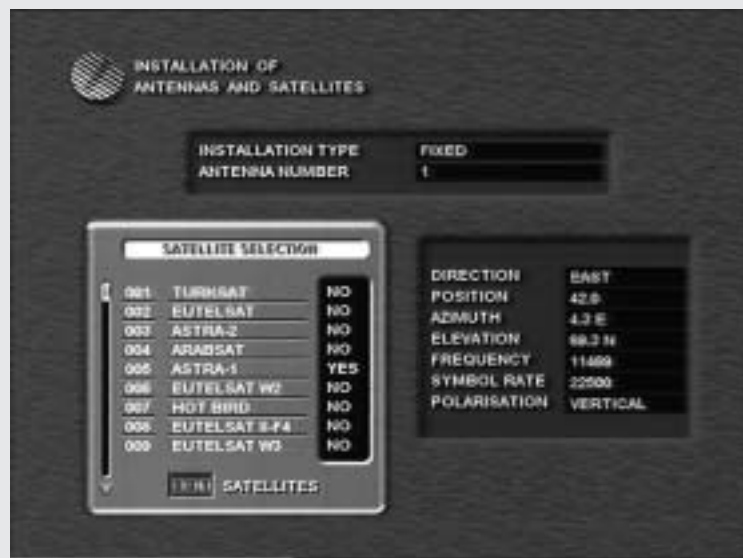 INSTALLATION OF
ANTENNAS AND SATELLITES
INSTALLATION TYPE FIXED
ANTENNA NUMBER 1
SATELLITE SELECTION
001 TURKSAT NO
002 EUTELSAT NO
003 ASTRA-2 NO
004 ARABSAT NO
005 ASTRA-1 YES
006 EUTELSAT W2 NO
007 HOT BIRD NO
008 EUTELSAT II-F4 NO
009 EUTELSAT W3 NO
MENU SATELLITES
DIRECTION EAST
POSITION 42.0
AZIMUTH 4.3 E
ELEVATION N
FREQUENCY
SYMBOL RATE 22500
POLARISATION VERTICAL